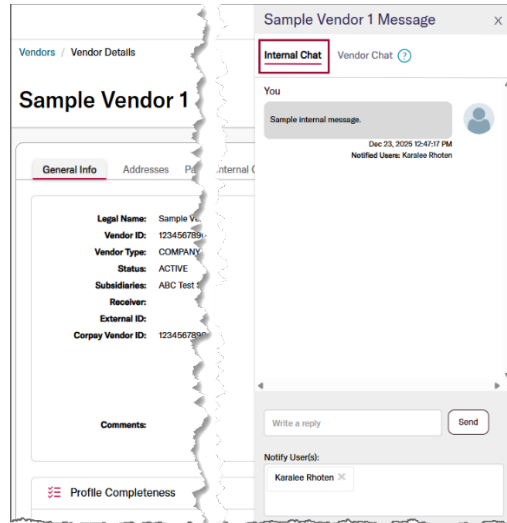 Sample Vendor 1 Message X
Vendors / Vendor Details
Internal Chat Vendor Chat ?
Sample Vendor 1
You
Sample internal message.
Dec 23, 2025 12:47:17 PM
Notified Users: Karalee Rhoten
General Info Addresses
Legal Name: Sample
Vendor ID: 123456789
Vendor Type: COMPANY
Status: ACTIVE
Subsidiaries: ABC Test
Receiver:
External ID:
Corpay Vendor ID: 123456789
Comments:
Write a reply Send
Notify User(s):
Karalee Rhoten ×
Profile Completeness